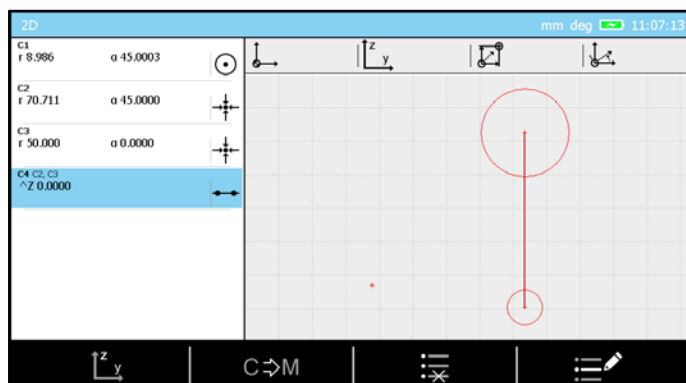 2D mm deg 11:07:13
C1
r 8.986 α 45.0003
C2
r 70.711 α 45.0000
C3
r 50.000 α 0.0000
C4 C2, C3
^Z 0.0000
z
y
z
y
C⇨M